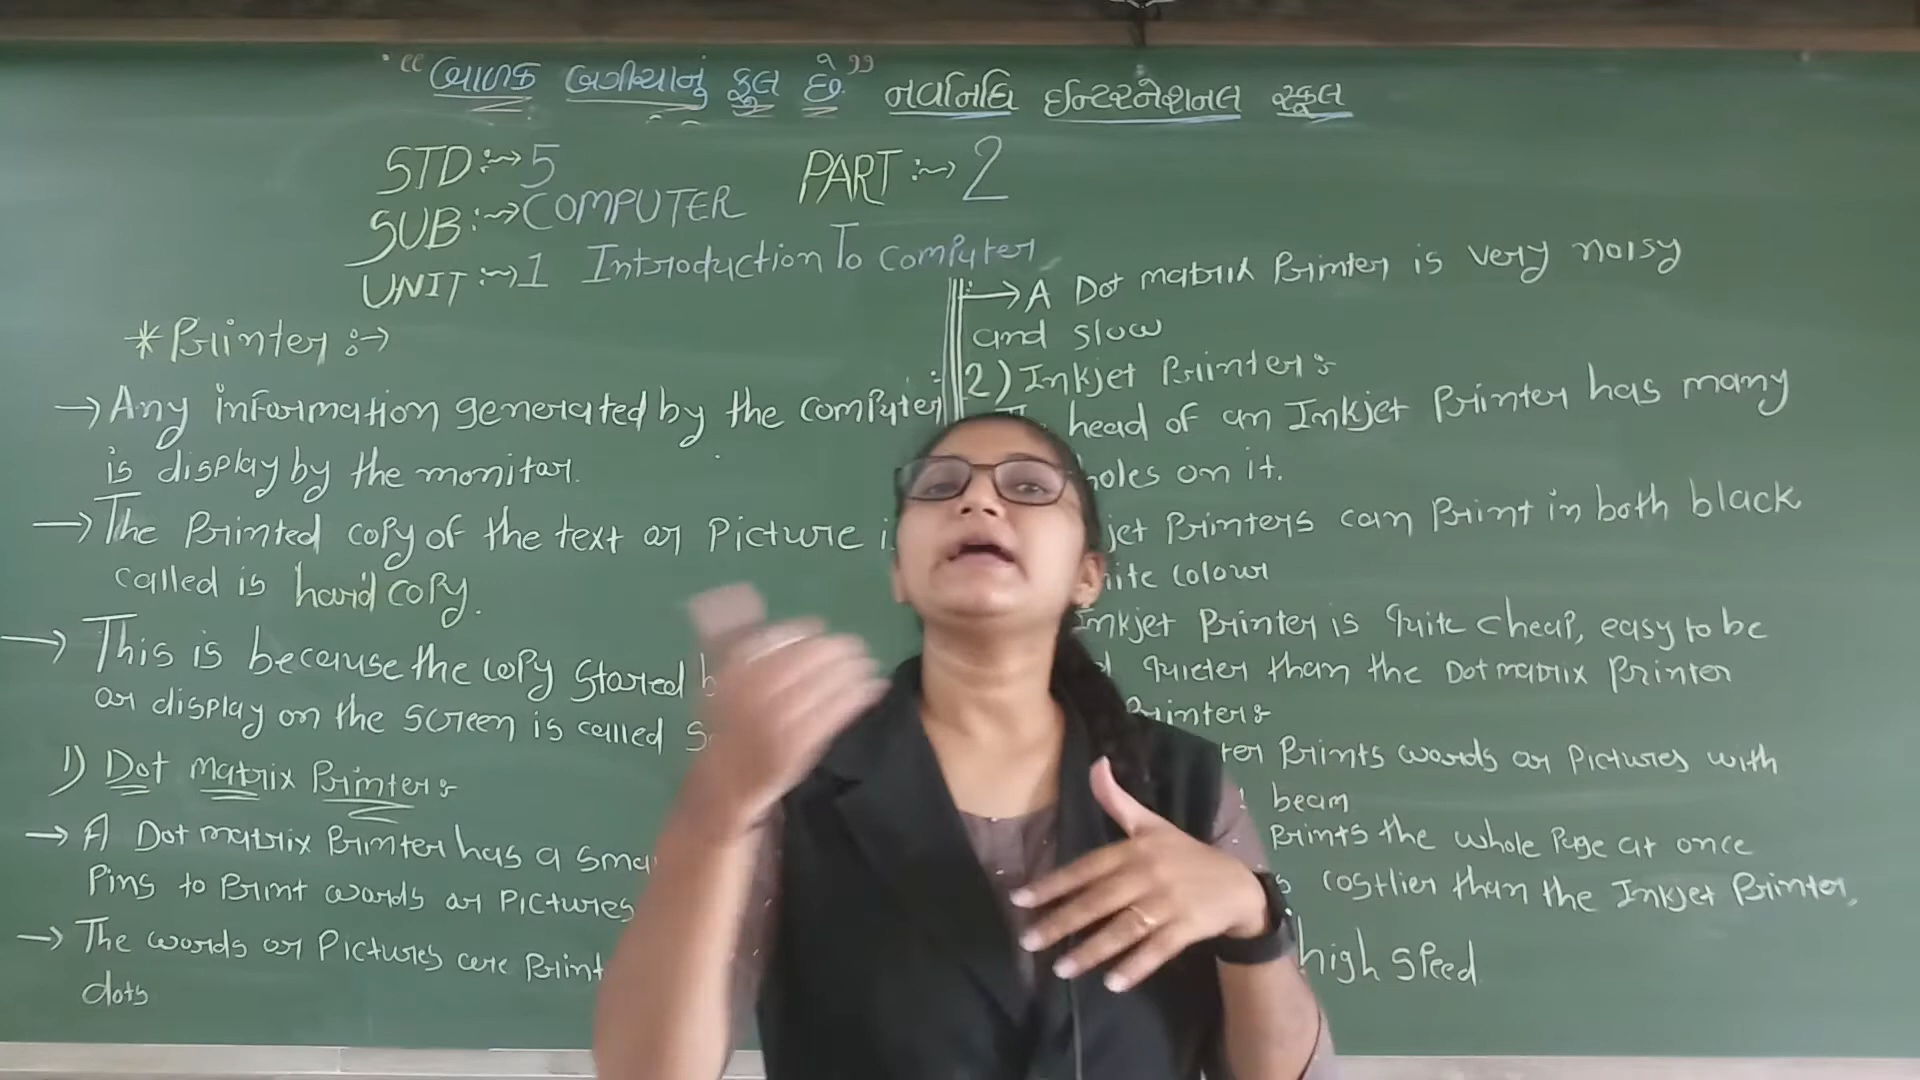 “બાળક બગીચાનું ફૂલ છે” નવનિધિ ઈન્ટરનેશનલ સ્કૂલ
STD:→5 PART:→2
SUB:→COMPUTER
UNIT:→1 Introduction To Computer
*Printer:→
→ Any information generated by the computer
is display by the monitor.
→ The Printed copy of the text or Picture
called is hard copy.
→ This is because the copy stored
or display on the screen is called
1) Dot Matrix Printer:
→ A Dot matrix Printer has a
Pins to Print words or Pictures
→ The words or Pictures are
dots
→ A Dot matrix Printer is very noisy
and slow
2) Inkjet Printer:
head of an Inkjet Printer has many
holes on it.
jet Printers can Print in both black
colour
Inkjet Printer is quite cheap, easy to be
quieter than the Dot matrix Printer
Printer:
Prints words or Pictures with
beam
Prints the whole Page at once
costlier than the Inkjet Printer.
high speed